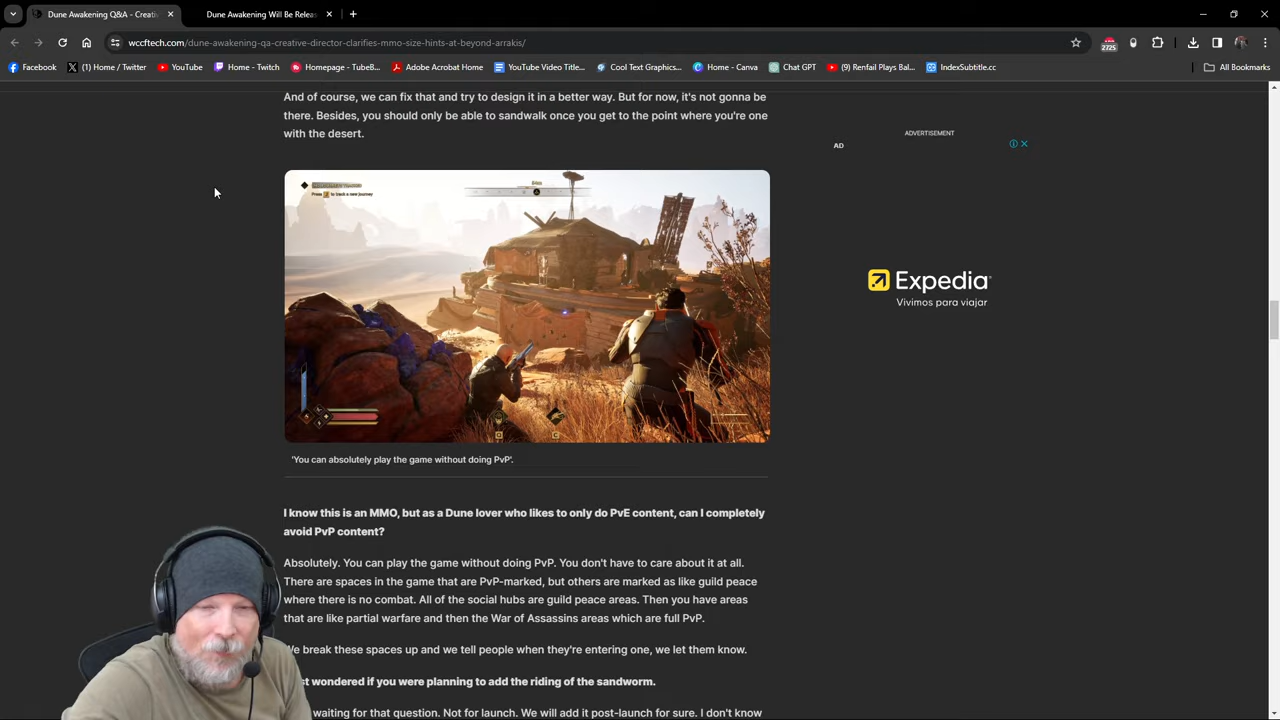 Dune Awakening Q&A - Creati
Dune Awakening Will Be Relea
wccftech.com/dune-awakening-qa-creative-director-clarifies-mmo-size-hints-at-beyond-arrakis/
2725
Facebook
(1) Home / Twitter
YouTube
Home - Twitch
Homepage - TubeB...
Adobe Acrobat Home
YouTube Video Title...
Cool Text Graphics...
Home - Canva
Chat GPT
(9) Benfail Plays Bal...
IndexSubtitle.cc
All Bookmarks
And of course, we can fix that and try to design it in a better way. But for now, it's not gonna be
there. Besides, you should only be able to sandwalk once you get to the point where you're one
with the desert.
ADVERTISEMENT
AD
Expedia
Vivimos para viajar
to track a new journey
'You can absolutely play the game without doing PvP'.
I know this is an MMO, but as a Dune lover who likes to only do PvE content, can I completely
avoid PvP content?
Absolutely. You can play the game without doing PvP. You don't have to care about it at all.
There are spaces in the game that are PvP-marked, but others are marked as like guild peace
where there is no combat. All of the social hubs are guild peace areas. Then you have areas
that are like partial warfare and then the War of Assassins areas which are full PvP.
e break these spaces up and we tell people when they're entering one, we let them know.
st wondered if you were planning to add the riding of the sandworm.
waiting for that question. Not for launch. We will add it post-launch for sure. I don't know